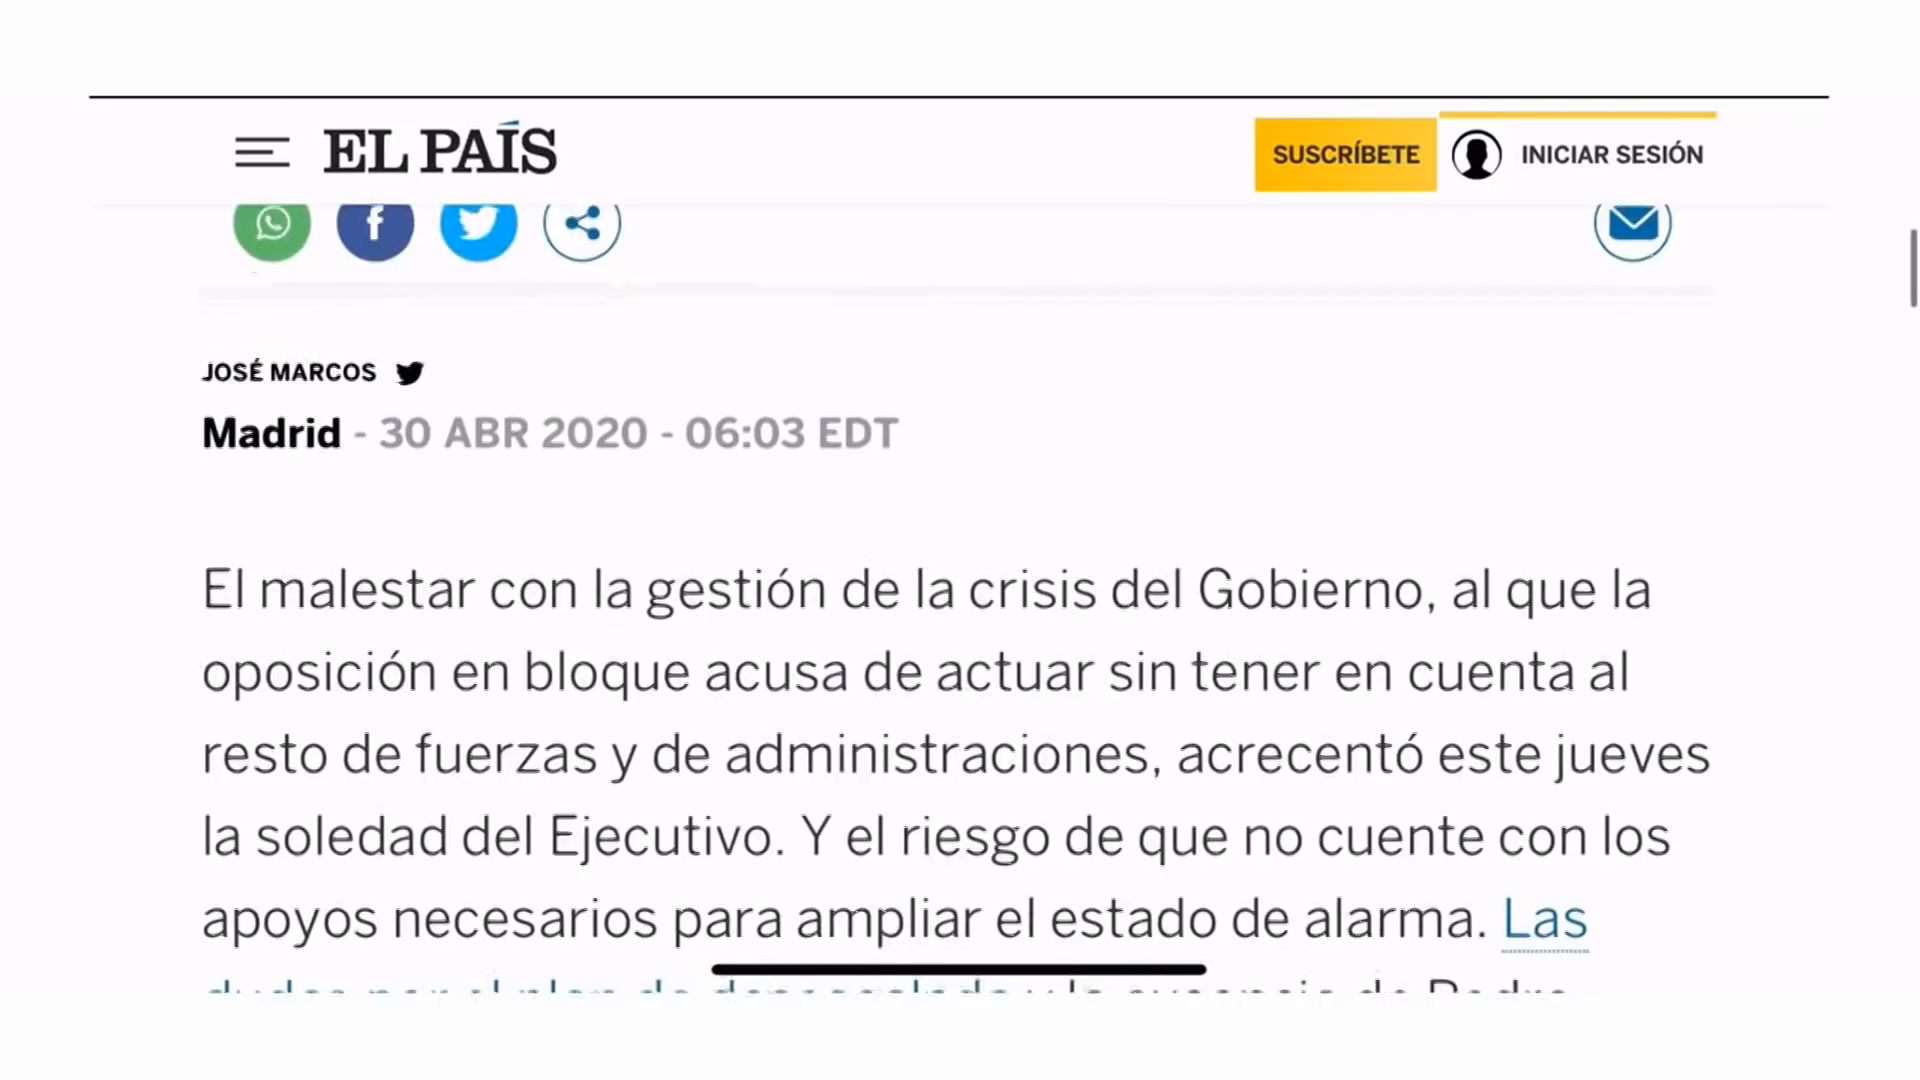 EL PAÍS
SUSCRÍBETE
INICIAR SESIÓN
JOSÉ MARCOS
Madrid - 30 ABR 2020 - 06:03 EDT
El malestar con la gestión de la crisis del Gobierno, al que la
oposición en bloque acusa de actuar sin tener en cuenta al
resto de fuerzas y de administraciones, acrecentó este jueves
la soledad del Ejecutivo. Y el riesgo de que no cuente con los
apoyos necesarios para ampliar el estado de alarma. Las